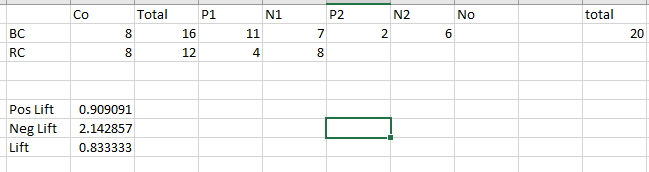 Co Total P1 N1 P2 N2 No total
BC 8 16 11 7 2 6 20
RC 8 12 4 8
Pos Lift 0.909091
Neg Lift 2.142857
Lift 0.833333